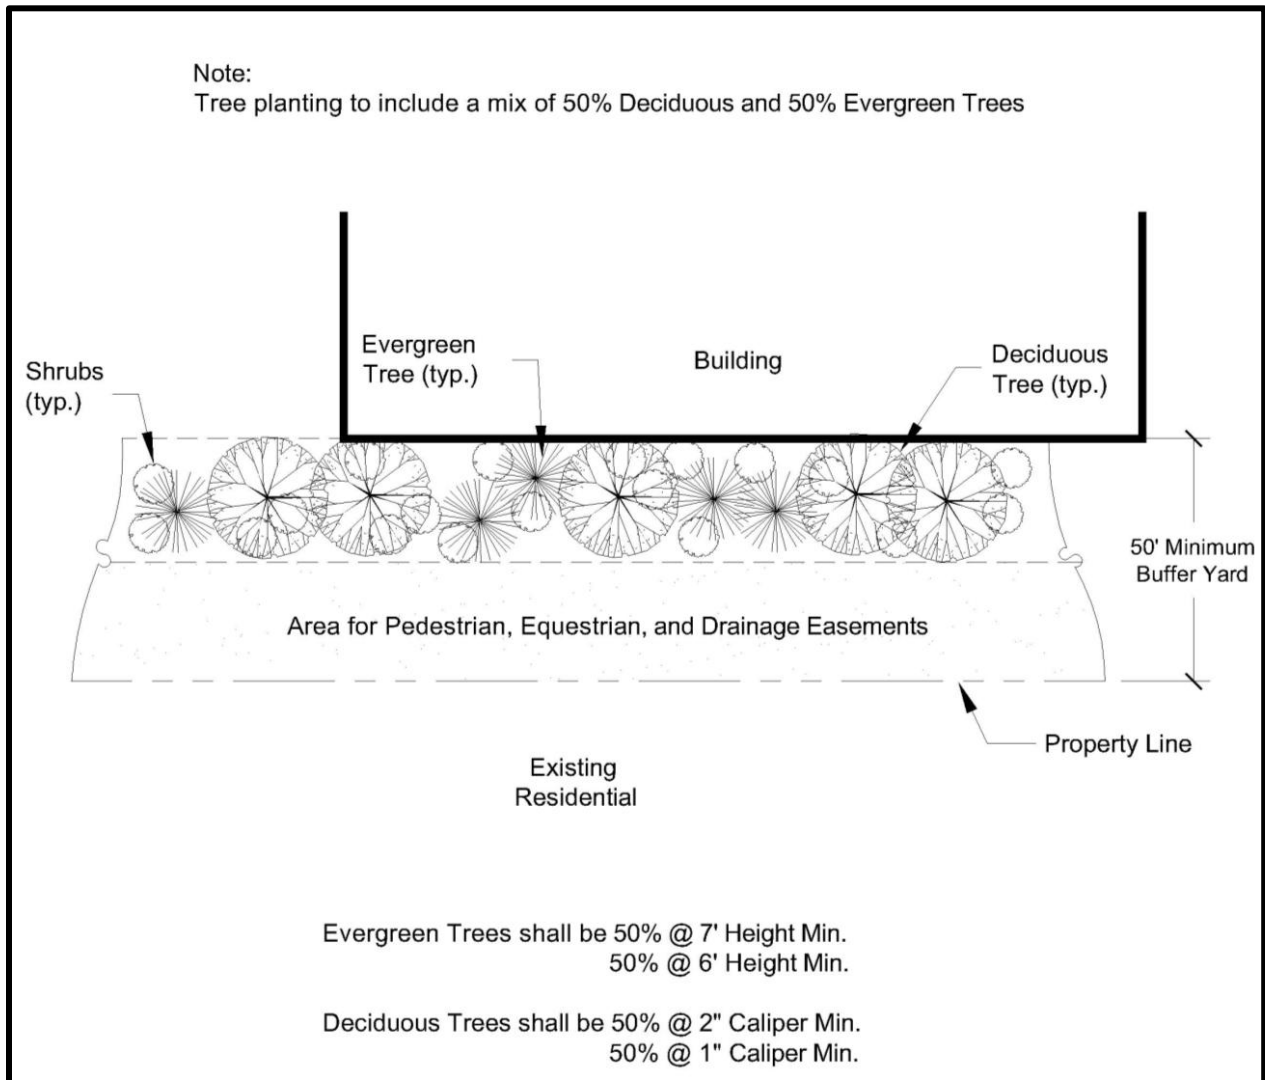 Note:
Tree planting to include a mix of 50% Deciduous and 50% Evergreen Trees
Evergreen
Tree (typ.)
Building
Deciduous
Tree (typ.)
Shrubs
(typ.)
50' Minimum
Buffer Yard
Area for Pedestrian, Equestrian, and Drainage Easements
Property Line
Existing
Residential
Evergreen Trees shall be 50% @ 7' Height Min.
50% @ 6' Height Min.
Deciduous Trees shall be 50% @ 2" Caliper Min.
50% @ 1" Caliper Min.